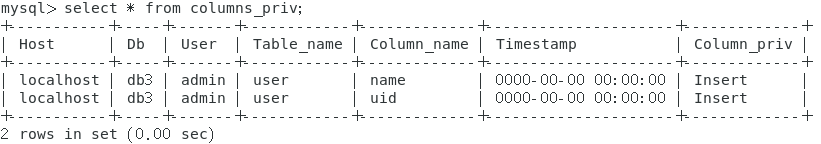 mysql> select * from columns_priv;
+-----------+-----+-------+------------+-------------+---------------------+-------------+
| Host      | Db  | User  | Table_name | Column_name | Timestamp           | Column_priv |
+-----------+-----+-------+------------+-------------+---------------------+-------------+
| localhost | db3 | admin | user       | name        | 0000-00-00 00:00:00 | Insert      |
| localhost | db3 | admin | user       | uid         | 0000-00-00 00:00:00 | Insert      |
+-----------+-----+-------+------------+-------------+---------------------+-------------+
2 rows in set (0.00 sec)